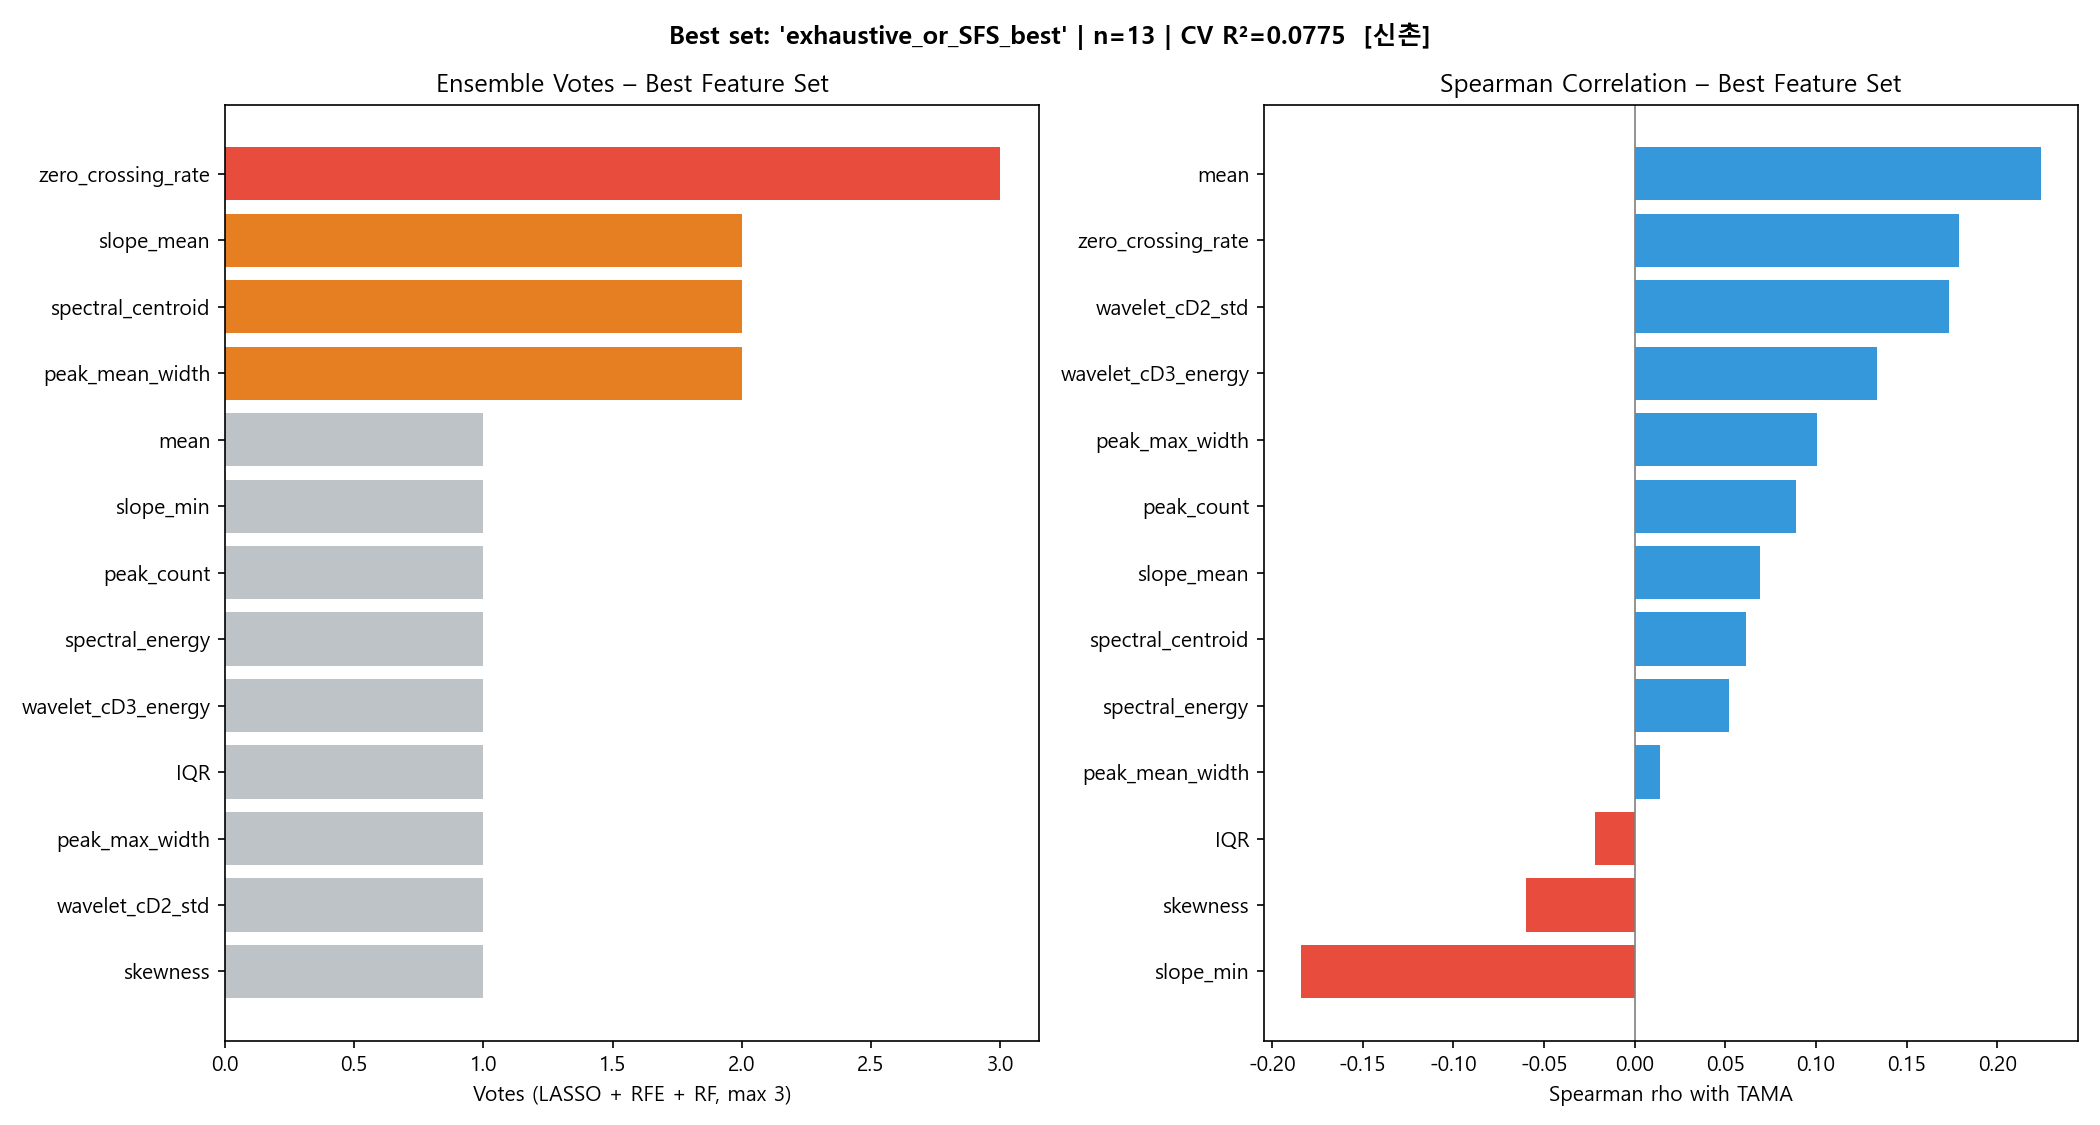 Best set: 'exhaustive_or_SFS_best' | n=13 | CV R²=0.0775 [신촌]
Ensemble Votes – Best Feature Set
zero_crossing_rate
slope_mean
spectral_centroid
peak_mean_width
mean
slope_min
peak_count
spectral_energy
wavelet_cD3_energy
IQR
peak_max_width
wavelet_cD2_std
skewness
0.0 0.5 1.0 1.5 2.0 2.5 3.0
Votes (LASSO + RFE + RF, max 3)
Spearman Correlation – Best Feature Set
mean
zero_crossing_rate
wavelet_cD2_std
wavelet_cD3_energy
peak_max_width
peak_count
slope_mean
spectral_centroid
spectral_energy
peak_mean_width
IQR
skewness
slope_min
-0.20 -0.15 -0.10 -0.05 0.00 0.05 0.10 0.15 0.20
Spearman rho with TAMA